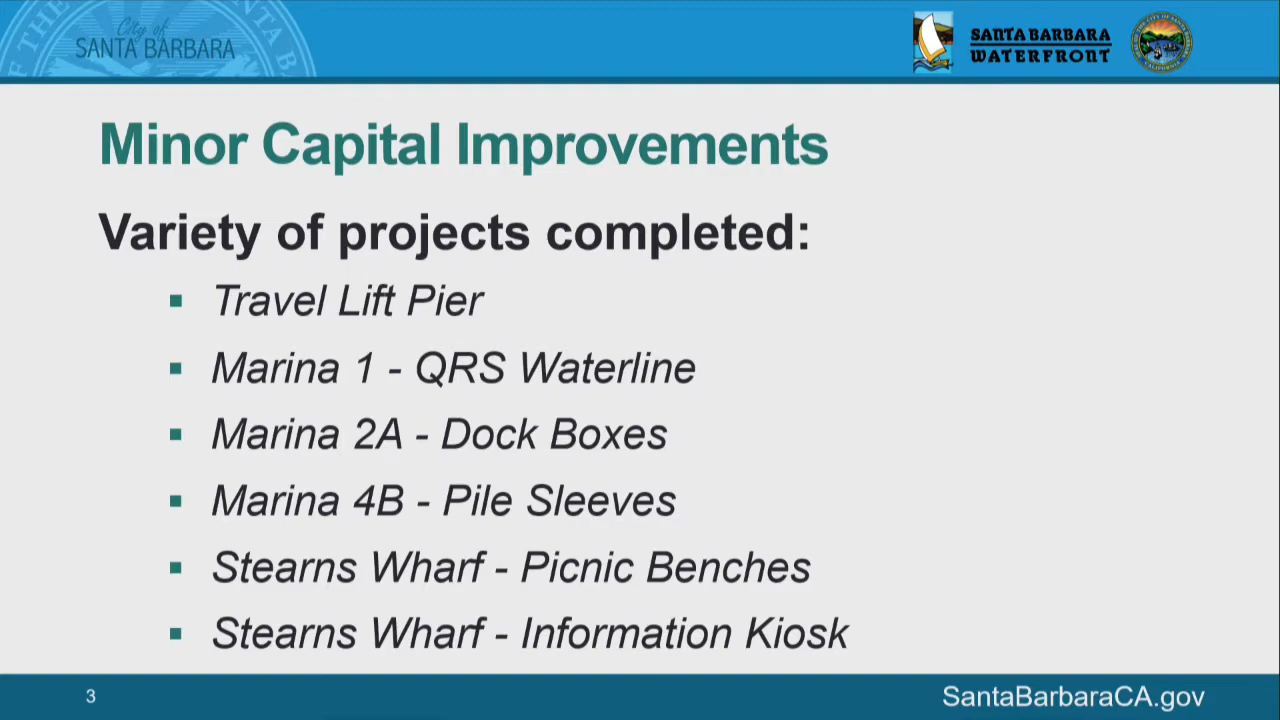 City of
SANTA BARBARA
SANTA BARBARA
WATERFRONT
Minor Capital Improvements
Variety of projects completed:
▪ Travel Lift Pier
▪ Marina 1 - QRS Waterline
▪ Marina 2A - Dock Boxes
▪ Marina 4B - Pile Sleeves
▪ Stearns Wharf - Picnic Benches
▪ Stearns Wharf - Information Kiosk
3
SantaBarbaraCA.gov